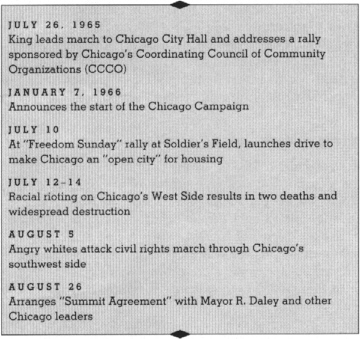 JULY 26, 1965
King leads march to Chicago City Hall and addresses a rally
sponsored by Chicago's Coordinating Council of Community
Organizations (CCCO)
JANUARY 7, 1966
Announces the start of the Chicago Campaign
JULY 10
At "Freedom Sunday" rally at Soldier's Field, launches drive to
make Chicago an "open city" for housing
JULY 12–14
Racial rioting on Chicago's West Side results in two deaths and
widespread destruction
AUGUST 5
Angry whites attack civil rights march through Chicago's
southwest side
AUGUST 26
Arranges "Summit Agreement" with Mayor R. Daley and other
Chicago leaders